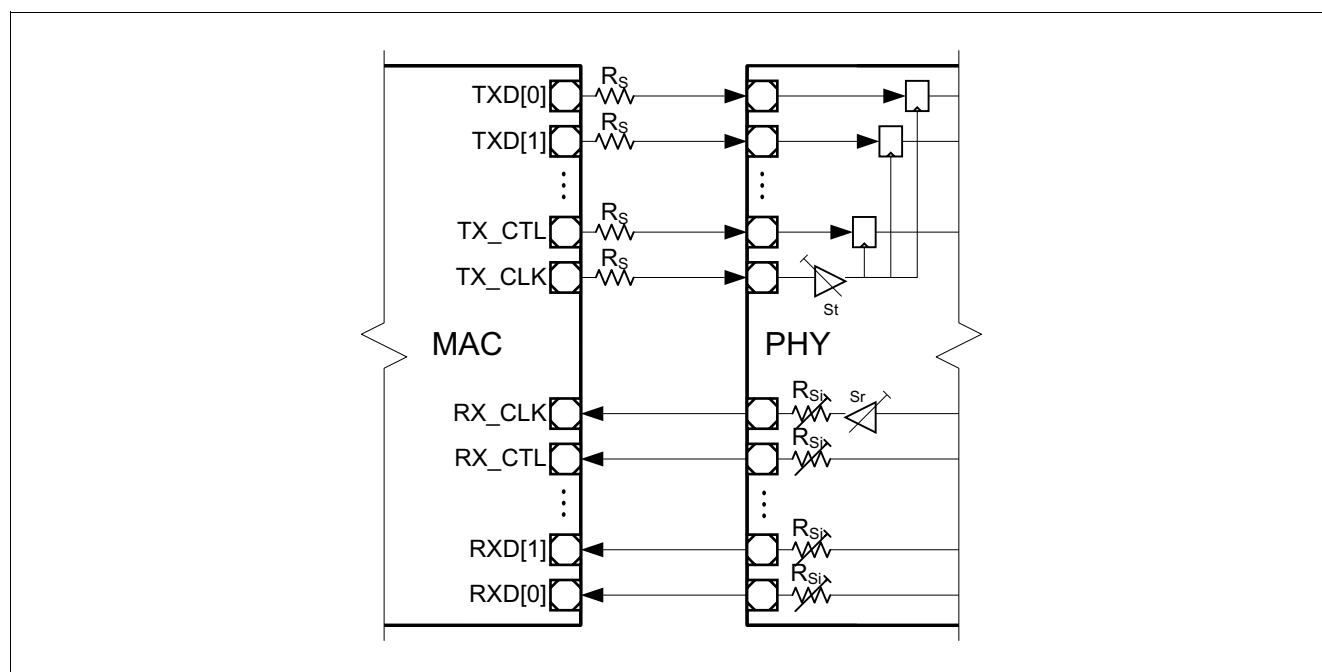 TXD[0]
R_S
TXD[1]
R_S
TX_CTL
R_S
TX_CLK
R_S
St
MAC
PHY
RX_CLK
R_Si
Sr
RX_CTL
R_Si
RXD[1]
R_Si
RXD[0]
R_Si